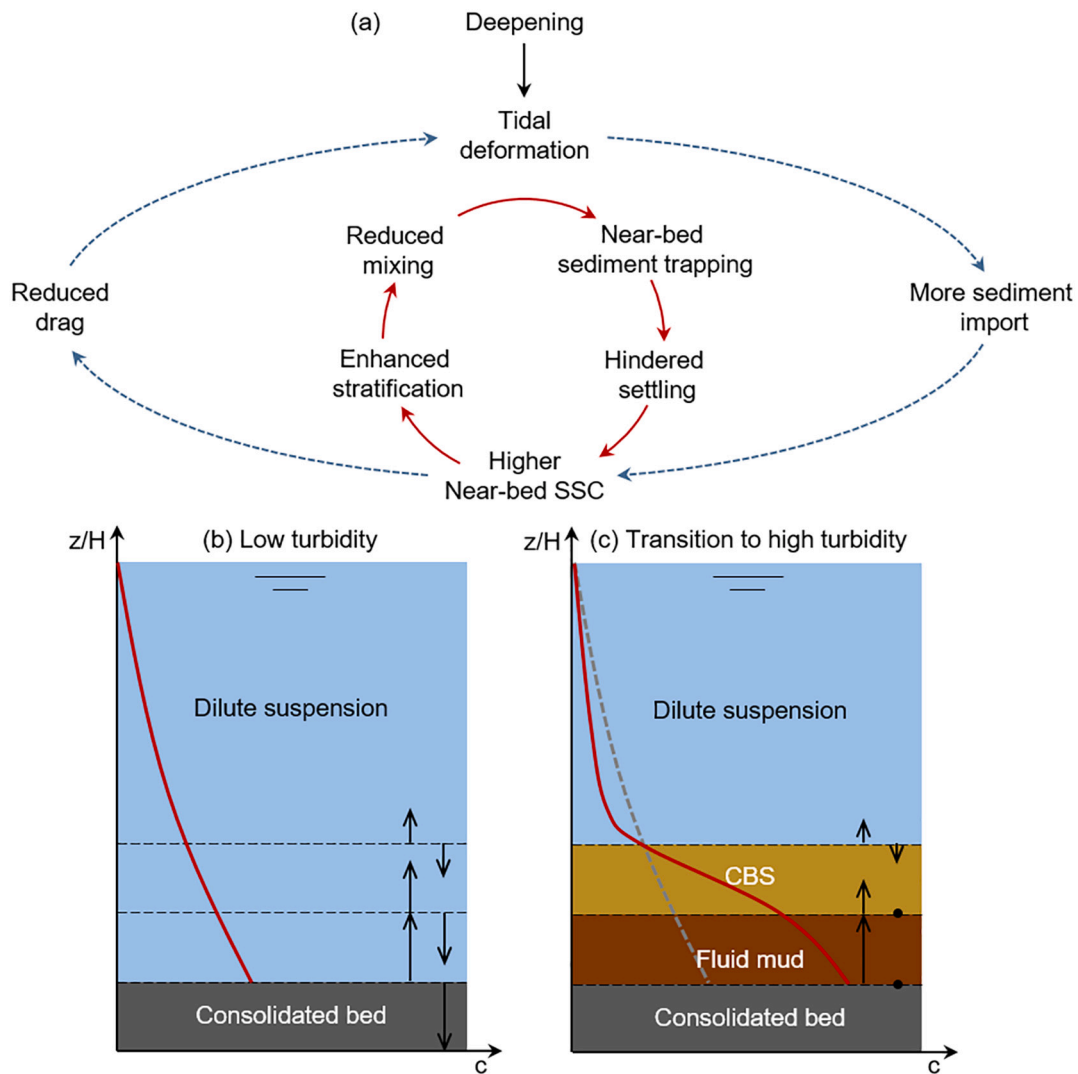 (a)
Deepening
Tidal
deformation
Reduced
mixing
Near-bed
sediment trapping
Reduced
drag
More sediment
import
Enhanced
stratification
Hindered
settling
Higher
Near-bed SSC
z/H
(b) Low turbidity
Dilute suspension
Consolidated bed
c
z/H
(c) Transition to high turbidity
Dilute suspension
CBS
Fluid mud
Consolidated bed
c